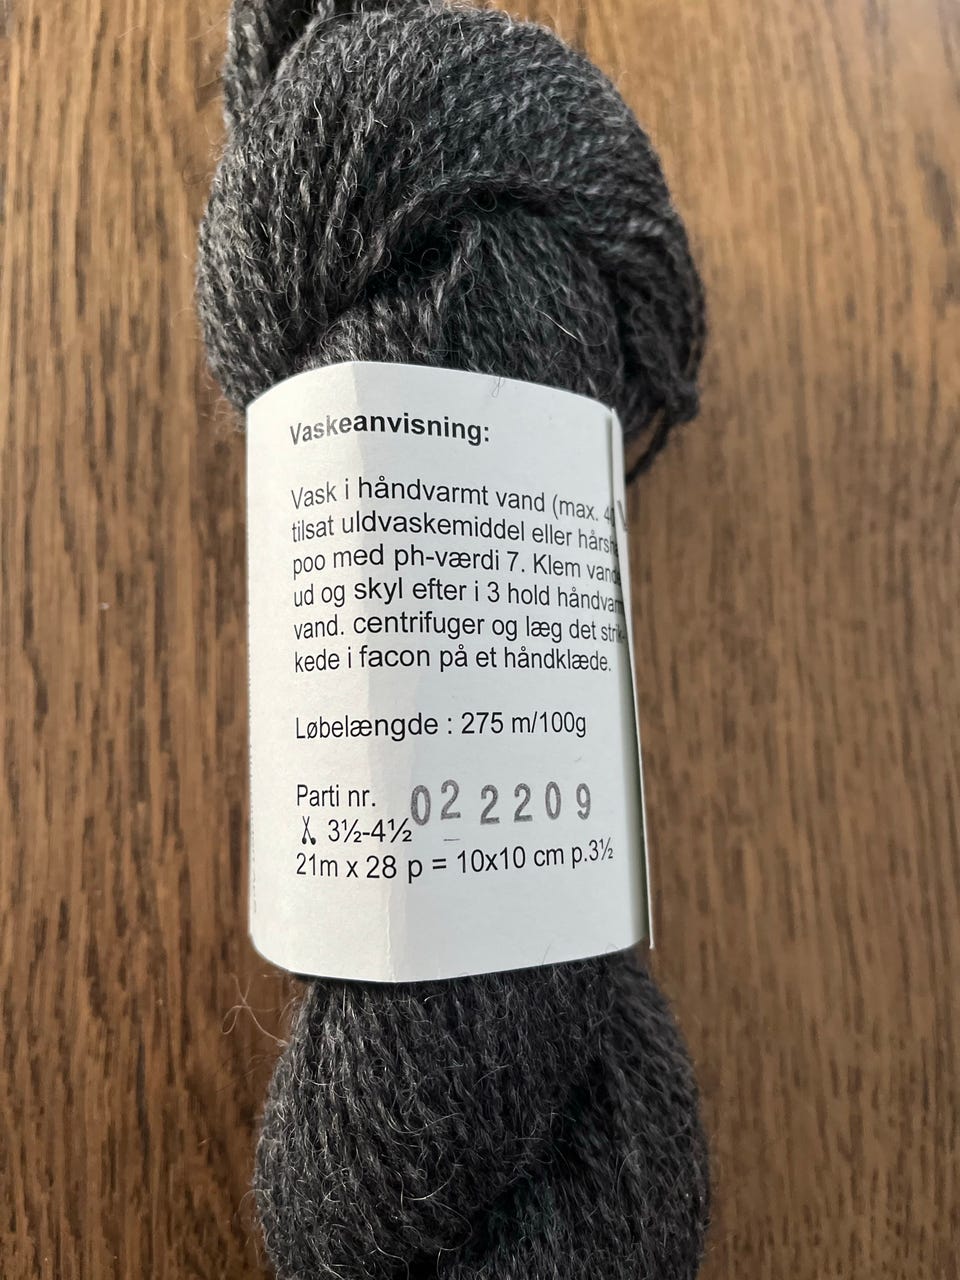 Vaskeanvisning:
Vask i håndvarmt vand (max.
tilsat uldvaskemiddel eller
poo med ph-værdi 7. Klem
ud og skyl efter i 3 hold
vand. centrifuger og læg det
kede i facon på et håndklæde.
Løbelængde : 275 m/100g
Parti nr. 022209
3½-4½
21m x 28 p = 10x10 cm p.3½